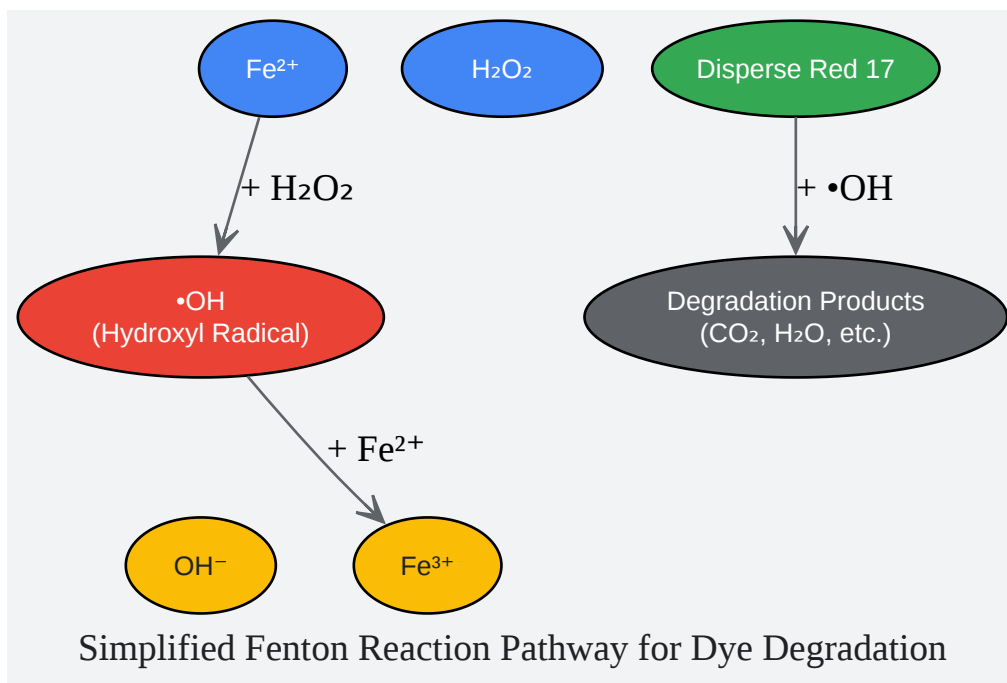 Fe²⁺
H₂O₂
Disperse Red 17
+ H₂O₂
+ •OH
•OH
(Hydroxyl Radical)
Degradation Products
(CO₂, H₂O, etc.)
+ Fe²⁺
OH⁻
Fe³⁺
Simplified Fenton Reaction Pathway for Dye Degradation